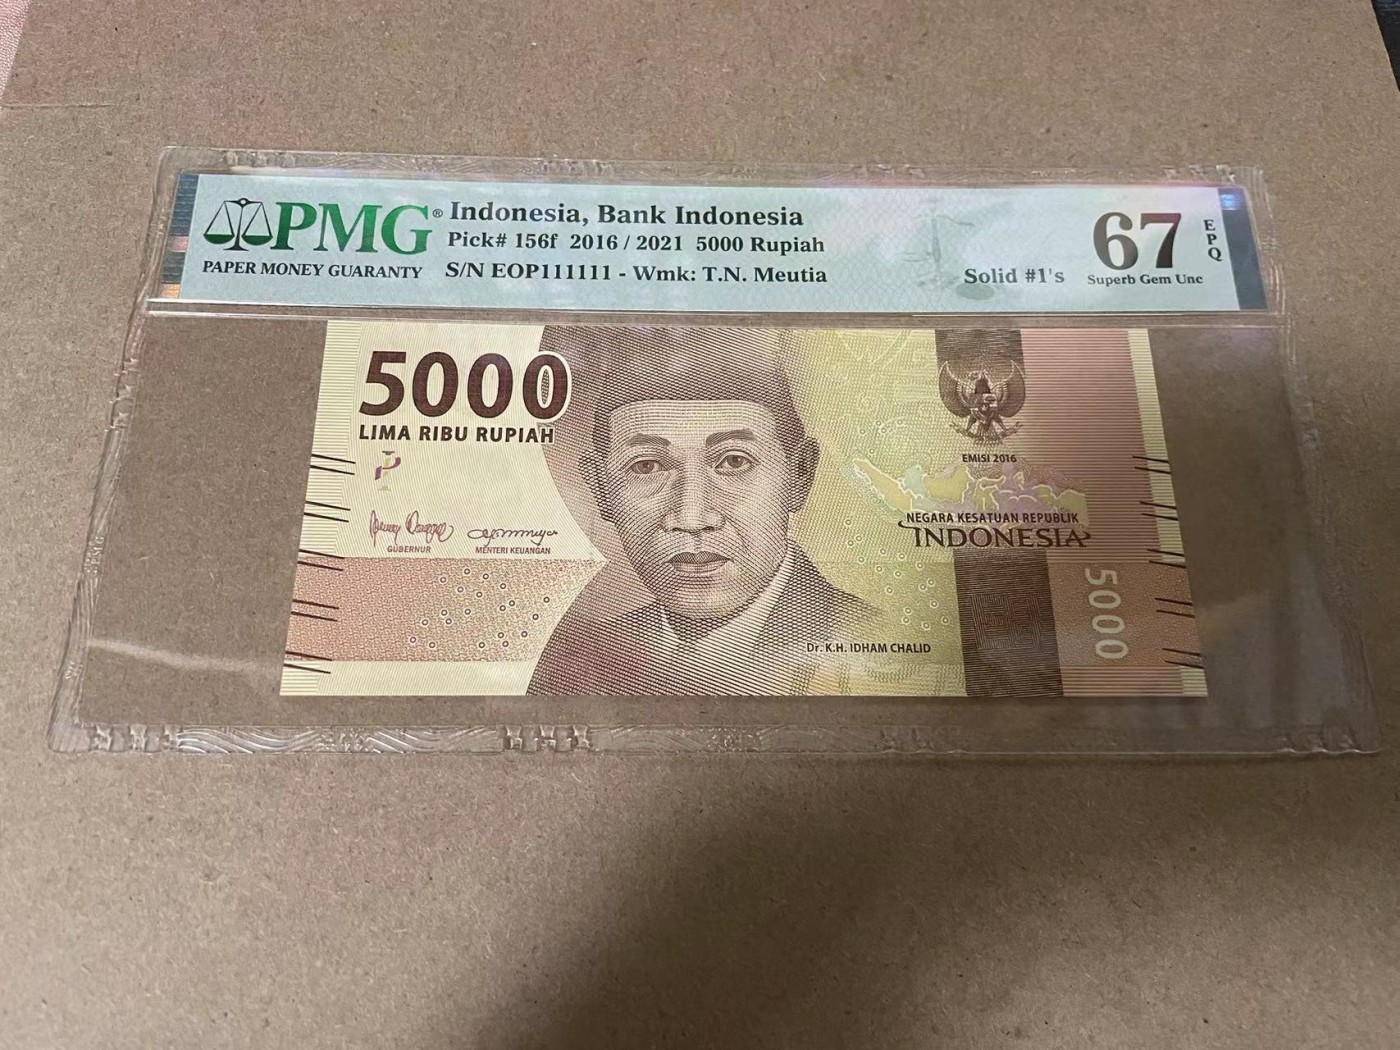 PMG® Indonesia, Bank Indonesia
Pick# 156f 2016 / 2021 5000 Rupiah
PAPER MONEY GUARANTY S/N EOP111111 - Wmk: T.N. Meutia
Solid #1's
67
EPQ
Superb Gem Unc
5000
LIMA RIBU RUPIAH
EMISI 2016
NEGARA KESATUAN REPUBLIK
INDONESIA
GUBERNUR
MENTERI KEUANGAN
5000
Dr. K.H. IDHAM CHALID